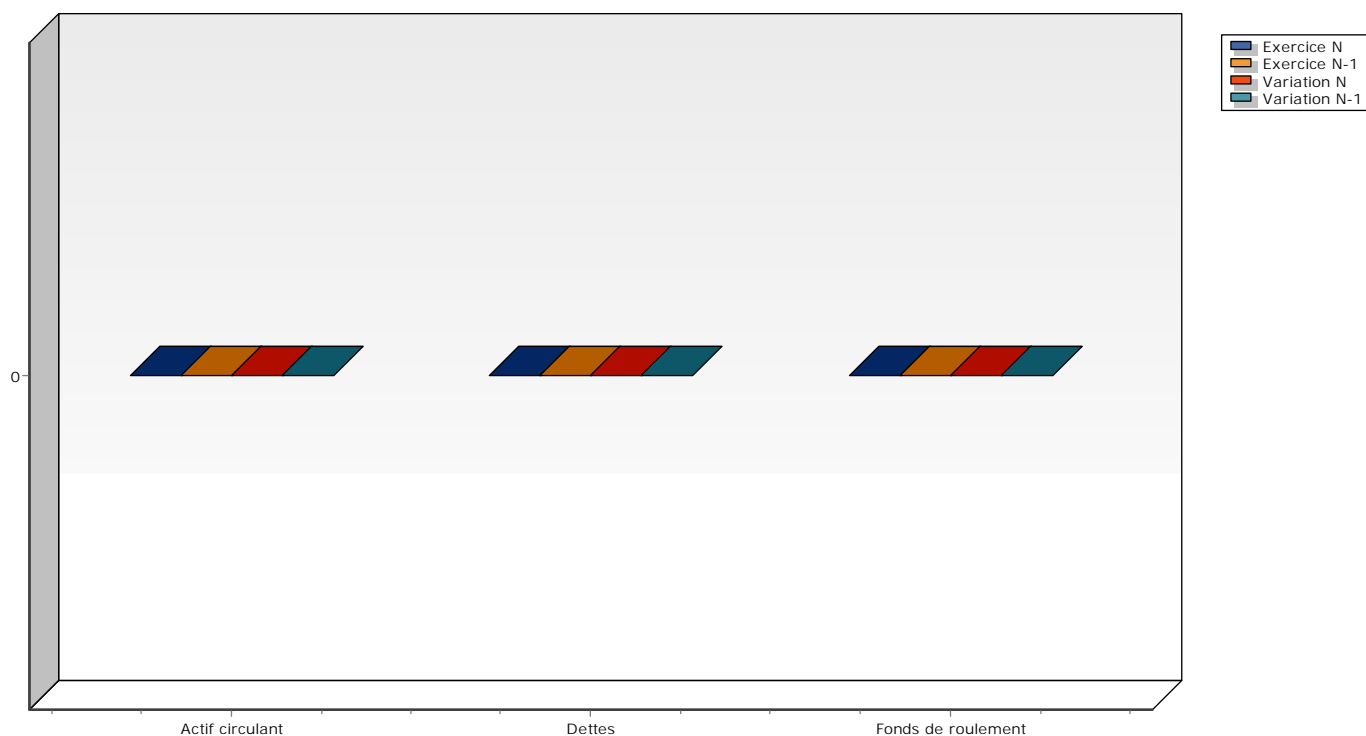 Exercice N
Exercice N-1
Variation N
Variation N-1
0
Actif circulant
Dettes
Fonds de roulement